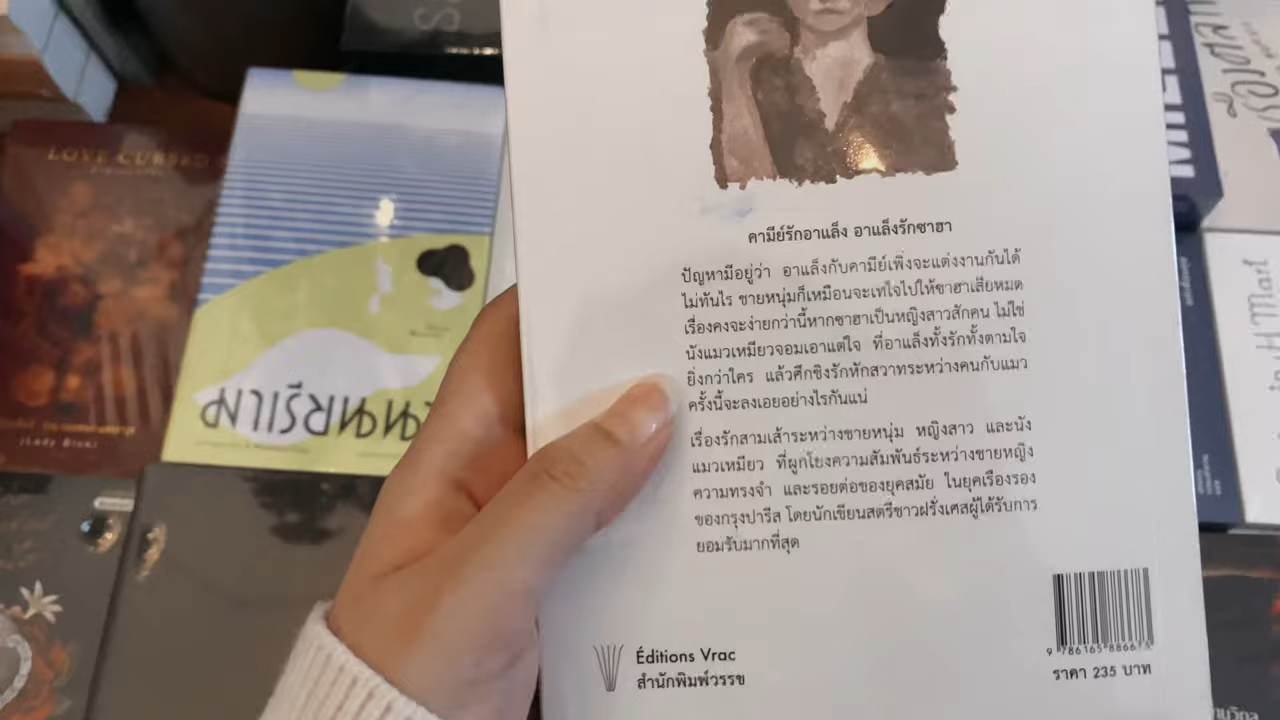 LOVE CURSED
(Lady Blue)
มาเรียนน
คามีย์รักอาแล็ง อาแล็งรักซาฮา
ปัญหามีอยู่ว่า อาแล็งกับคามีย์เพิ่งจะแต่งงานกันได้
ไม่ทันไร ชายหนุ่มก็เหมือนจะเทใจไปให้ซาฮาเสียหมด
เรื่องคงจะง่ายกว่านี้หากซาฮาเป็นหญิงสาวสักคน ไม่ใช่
นังแมวเหมียวจอมเอาแต่ใจ ที่อาแล็งทั้งรักทั้งตามใจ
ยิ่งกว่าใคร แล้วศึกชิงรักหักสวาทระหว่างคนกับแมว
ครั้งนี้จะลงเอยอย่างไรกันแน่
เรื่องรักสามเส้าระหว่างชายหนุ่ม หญิงสาว และนัง
แมวเหมียว ที่ผูกโยงความสัมพันธ์ระหว่างชายหญิง
ความทรงจำ และรอยต่อของยุคสมัย ในยุคเรืองรอง
ของกรุงปารีส โดยนักเขียนสตรีชาวฝรั่งเศสผู้ได้รับการ
ยอมรับมากที่สุด
Éditions Vrac
สำนักพิมพ์วรรช
ราคา 235 บาท